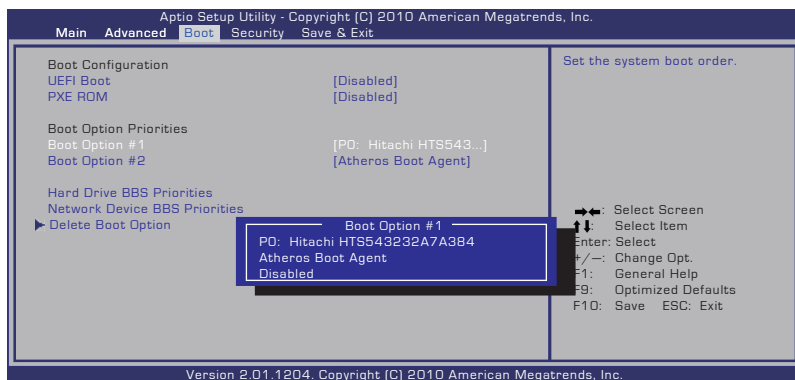 Aptio Setup Utility - Copyright (C) 2010 American Megatrends, Inc.
Main Advanced Boot Security Save & Exit
Boot Configuration
UEFI Boot [Disabled]
PXE ROM [Disabled]
Boot Option Priorities
Boot Option #1 [P0: Hitachi HTS543...]
Boot Option #2 [Atheros Boot Agent]
Hard Drive BBS Priorities
Network Device BBS Priorities
Delete Boot Option
Boot Option #1
P0: Hitachi HTS543232A7A384
Atheros Boot Agent
Disabled
Set the system boot order.
→←: Select Screen
↑↓: Select Item
Enter: Select
+/—: Change Opt.
F1: General Help
F9: Optimized Defaults
F10: Save ESC: Exit
Version 2.01.1204. Copyright (C) 2010 American Megatrends, Inc.